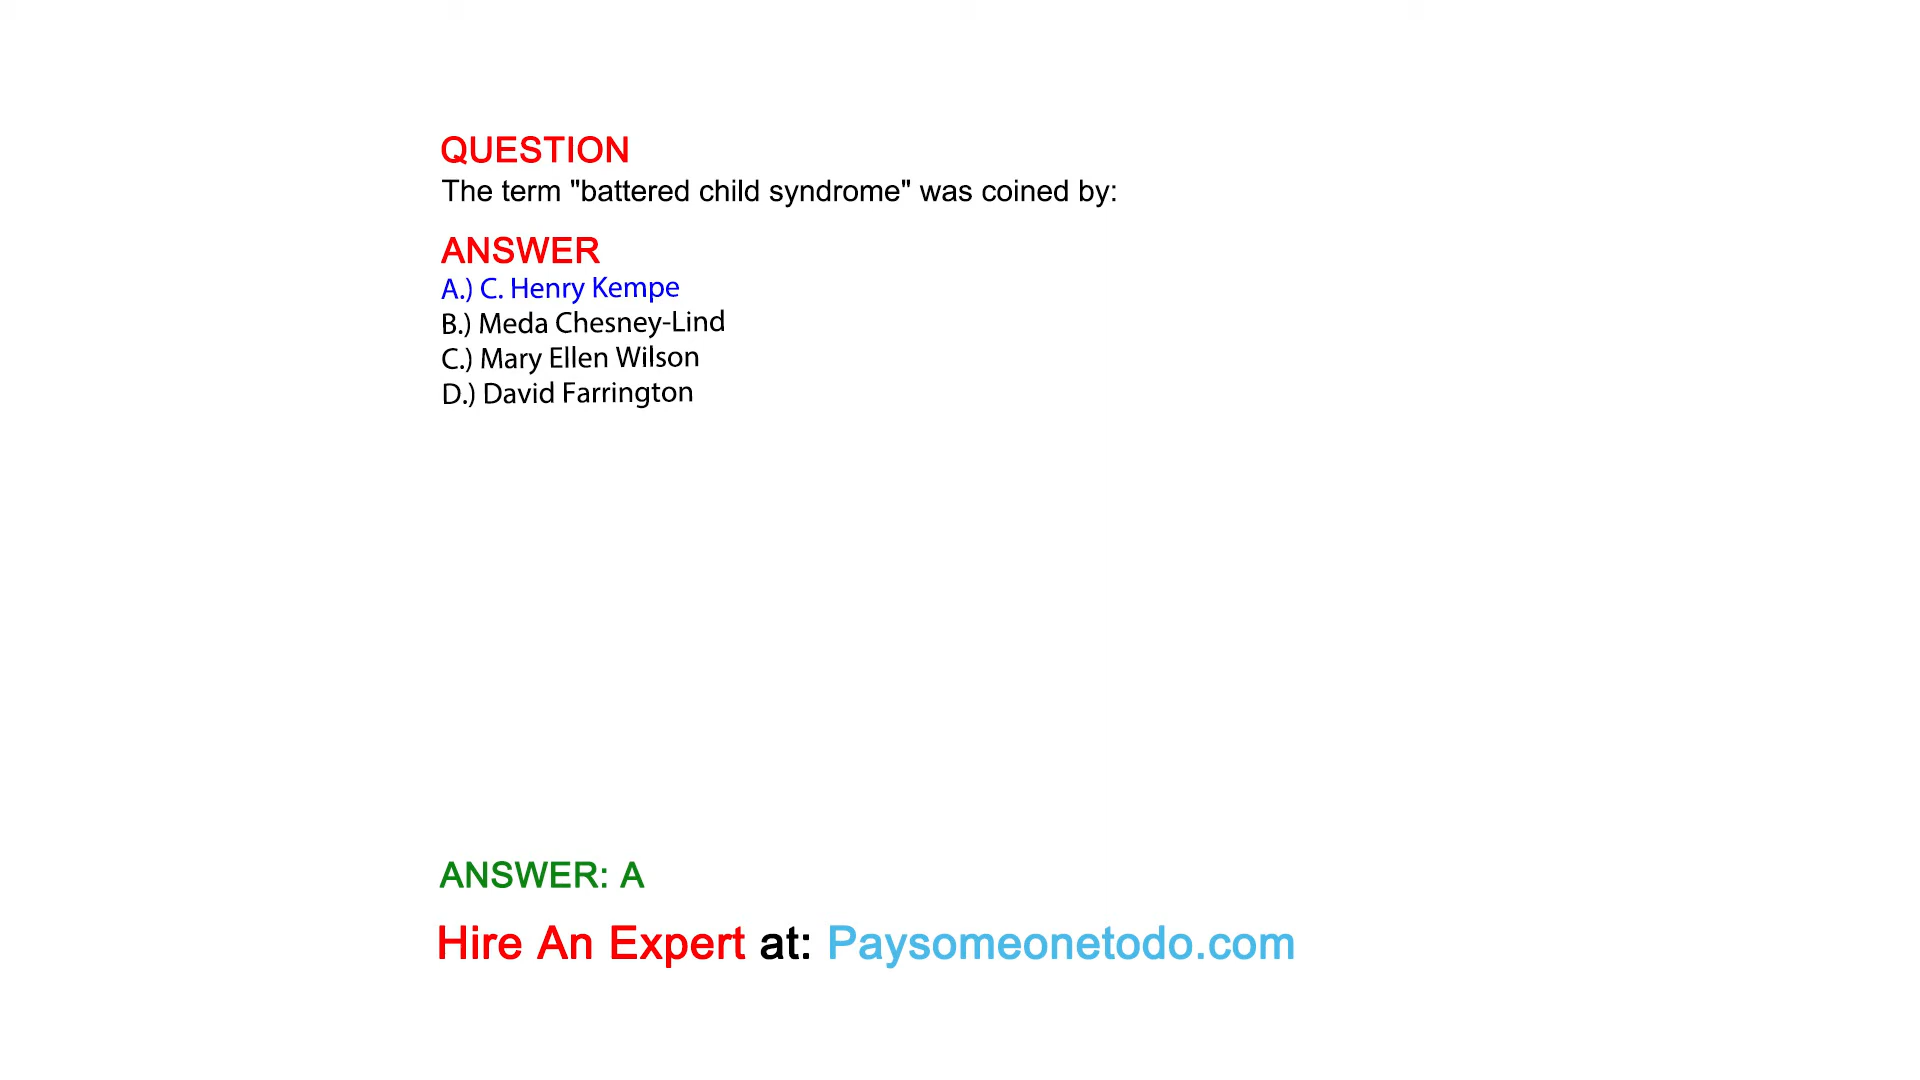 QUESTION
The term "battered child syndrome" was coined by:
ANSWER
A.) C. Henry Kempe
B.) Meda Chesney-Lind
C.) Mary Ellen Wilson
D.) David Farrington
ANSWER: A
Hire An Expert at: Paysomeonetodo.com